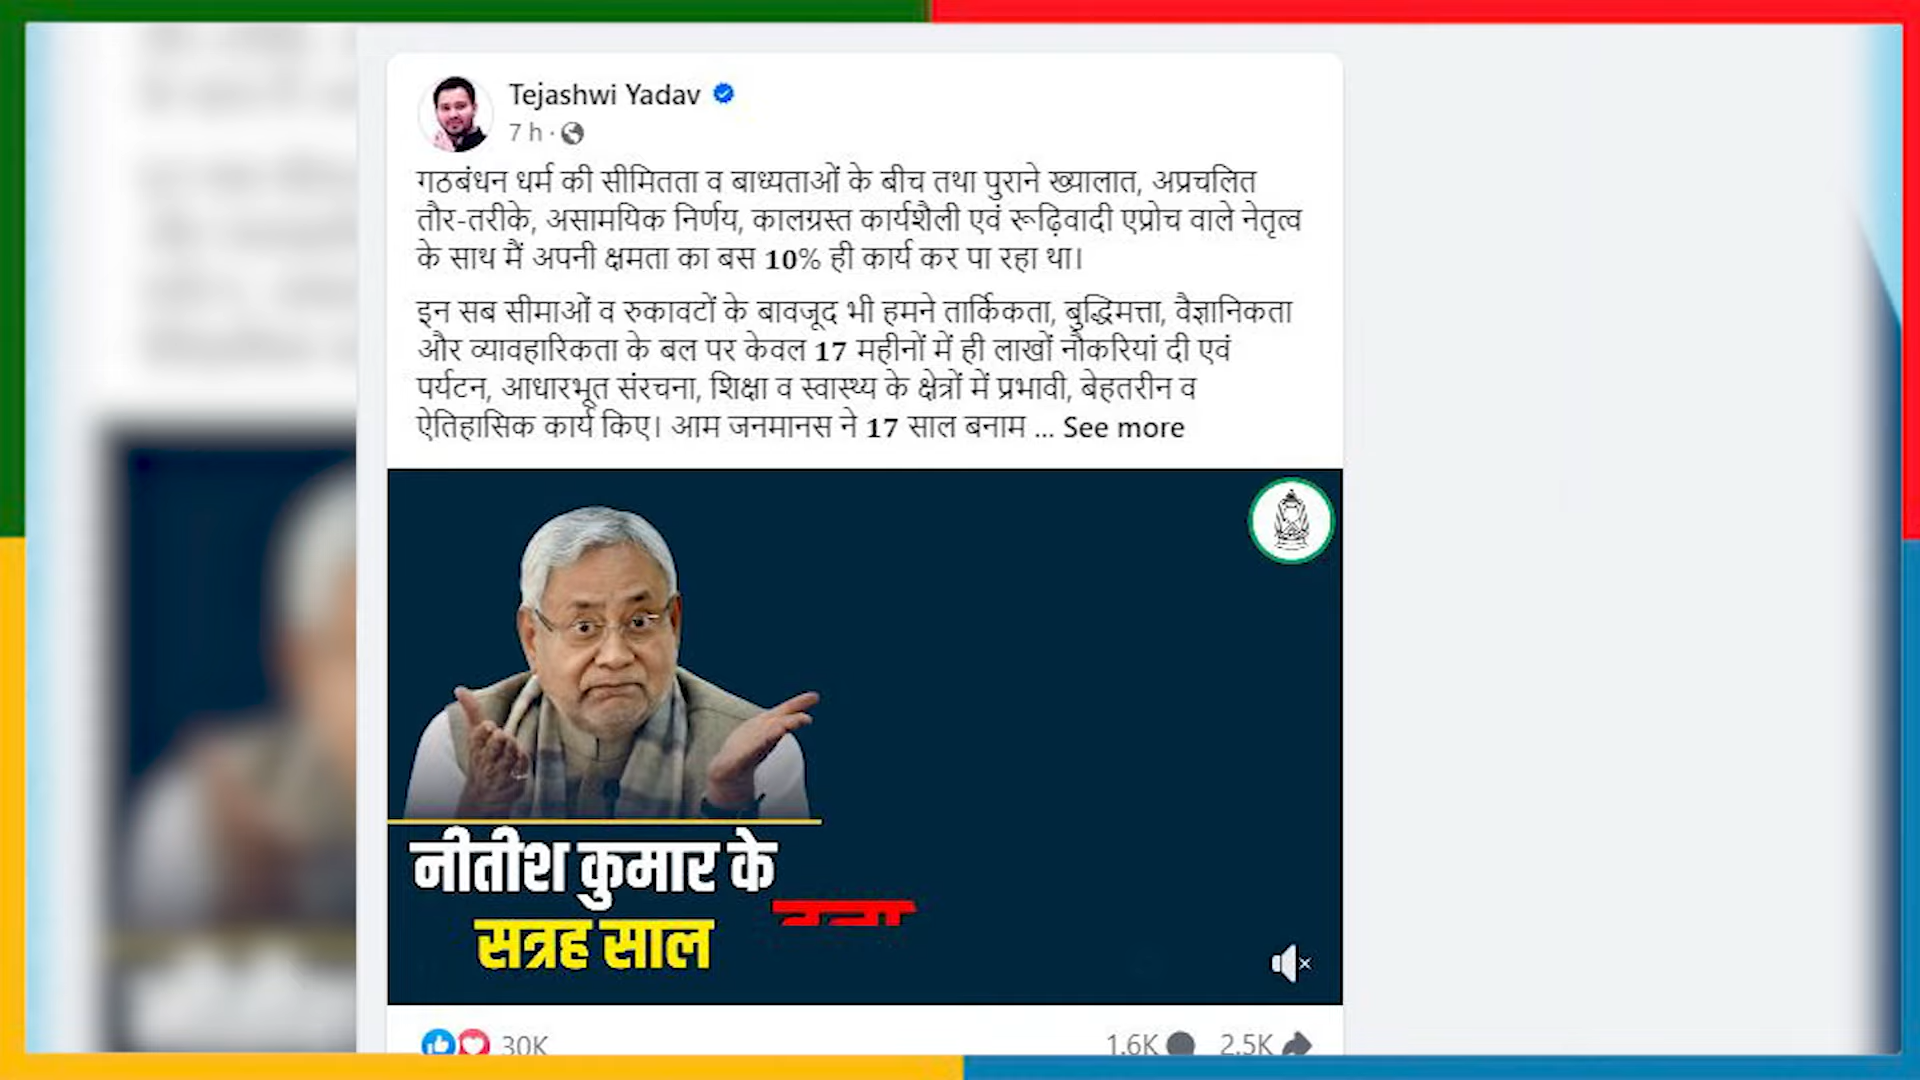 Tejashwi Yadav
7 h ·
गठबंधन धर्म की सीमितता व बाध्यताओं के बीच तथा पुराने ख्यालात, अप्रचलित
तौर-तरीके, असामयिक निर्णय, कालग्रस्त कार्यशैली एवं रूढ़िवादी एप्रोच वाले नेतृत्व
के साथ मैं अपनी क्षमता का बस 10% ही कार्य कर पा रहा था।
इन सब सीमाओं व रुकावटों के बावजूद भी हमने तार्किकता, बुद्धिमत्ता, वैज्ञानिकता
और व्यावहारिकता के बल पर केवल 17 महीनों में ही लाखों नौकरियां दी एवं
पर्यटन, आधारभूत संरचना, शिक्षा व स्वास्थ्य के क्षेत्रों में प्रभावी, बेहतरीन व
ऐतिहासिक कार्य किए। आम जनमानस ने 17 साल बनाम ... See more
नीतीश कुमार के
सत्रह साल
30K
1.6K
2.5K